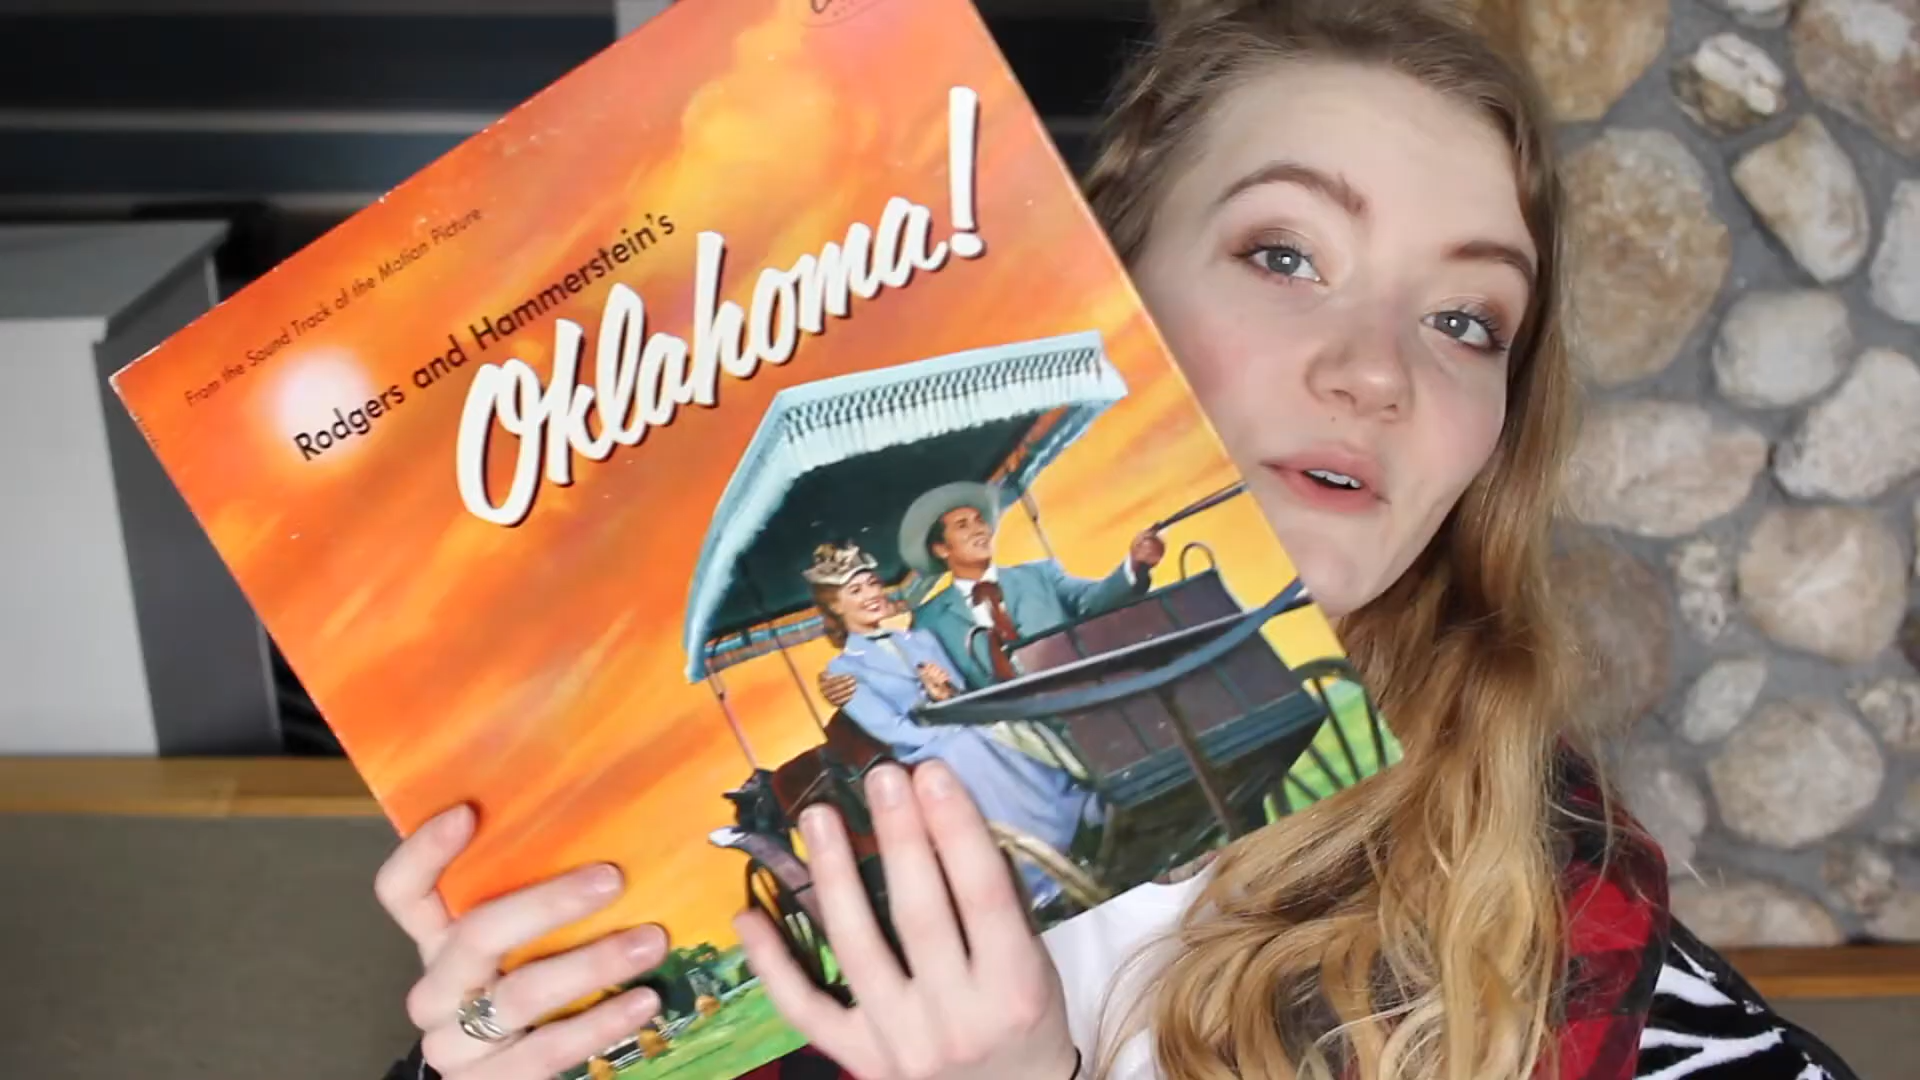 From the Sound Track of the Motion Picture
Rodgers and Hammerstein's
Oklahoma!